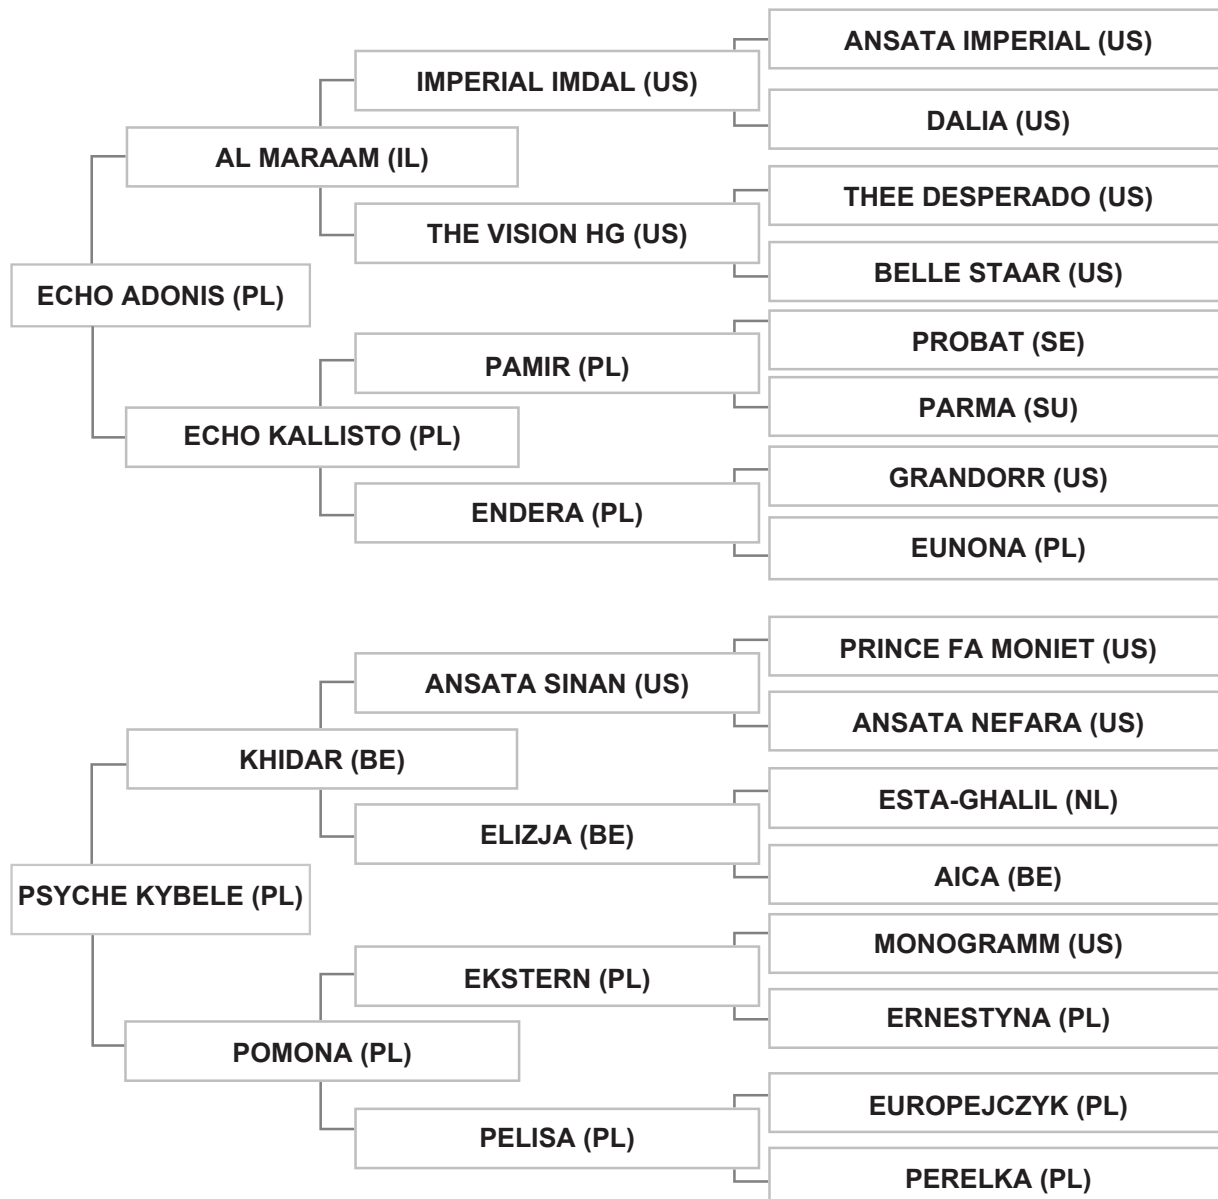 ANSATA IMPERIAL (US)
IMPERIAL IMDAL (US)
DALIA (US)
AL MARAAM (IL)
THEE DESPERADO (US)
THE VISION HG (US)
BELLE STAAR (US)
ECHO ADONIS (PL)
PROBAT (SE)
PAMIR (PL)
PARMA (SU)
ECHO KALLISTO (PL)
GRANDORR (US)
ENDERA (PL)
EUNONA (PL)
PRINCE FA MONIET (US)
ANSATA SINAN (US)
ANSATA NEFARA (US)
KHIDAR (BE)
ESTA-GHALIL (NL)
ELIZJA (BE)
AICA (BE)
PSYCHE KYBELE (PL)
MONOGRAMM (US)
EKSTERN (PL)
ERNESTYNA (PL)
POMONA (PL)
EUROPEJCZYK (PL)
PELISA (PL)
PERELKA (PL)